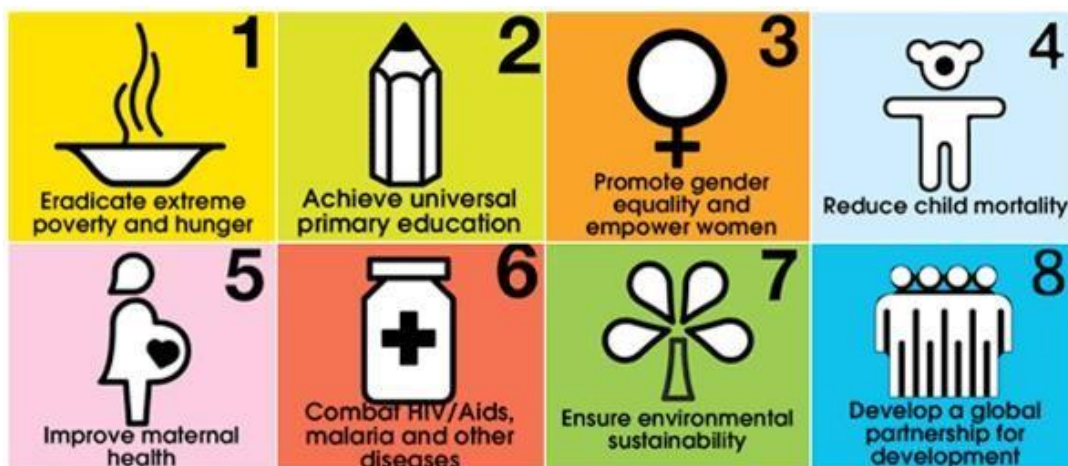 1
Eradicate extreme
poverty and hunger
2
Achieve universal
primary education
3
Promote gender
equality and
empower women
4
Reduce child mortality
5
Improve maternal
health
6
Combat HIV/Aids,
malaria and other
diseases
7
Ensure environmental
sustainability
8
Develop a global
partnership for
development